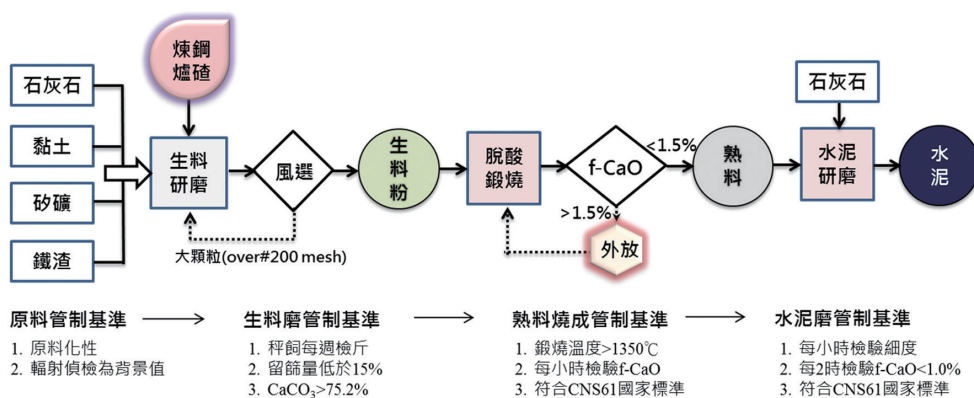 煉鋼
爐碴
石灰石
黏土
矽礦
鐵渣
生料
研磨
風選
大顆粒(over#200 mesh)
生料粉
脫酸
鍛燒
f-CaO
<1.5%
>1.5%
外放
熟料
石灰石
水泥
研磨
水泥
原料管制基準
1. 原料化性
2. 輻射偵檢為背景值
生料磨管制基準
1. 秤飼每週檢斤
2. 留篩量低於15%
3. CaCO₃>75.2%
熟料燒成管制基準
1. 鍛燒溫度>1350℃
2. 每小時檢驗f-CaO
3. 符合CNS61國家標準
水泥磨管制基準
1. 每小時檢驗細度
2. 每2時檢驗f-CaO<1.0%
3. 符合CNS61國家標準